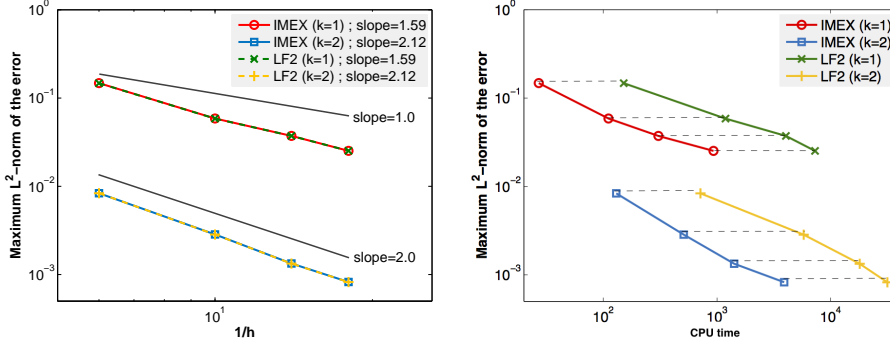 10^0
10^-1
10^-2
10^-3
Maximum L^2-norm of the error
IMEX (k=1) ; slope=1.59
IMEX (k=2) ; slope=2.12
LF2 (k=1) ; slope=1.59
LF2 (k=2) ; slope=2.12
slope=1.0
slope=2.0
10^1
1/h
10^0
10^-1
10^-2
10^-3
Maximum L^2-norm of the error
IMEX (k=1)
IMEX (k=2)
LF2 (k=1)
LF2 (k=2)
10^2
10^3
10^4
CPU time